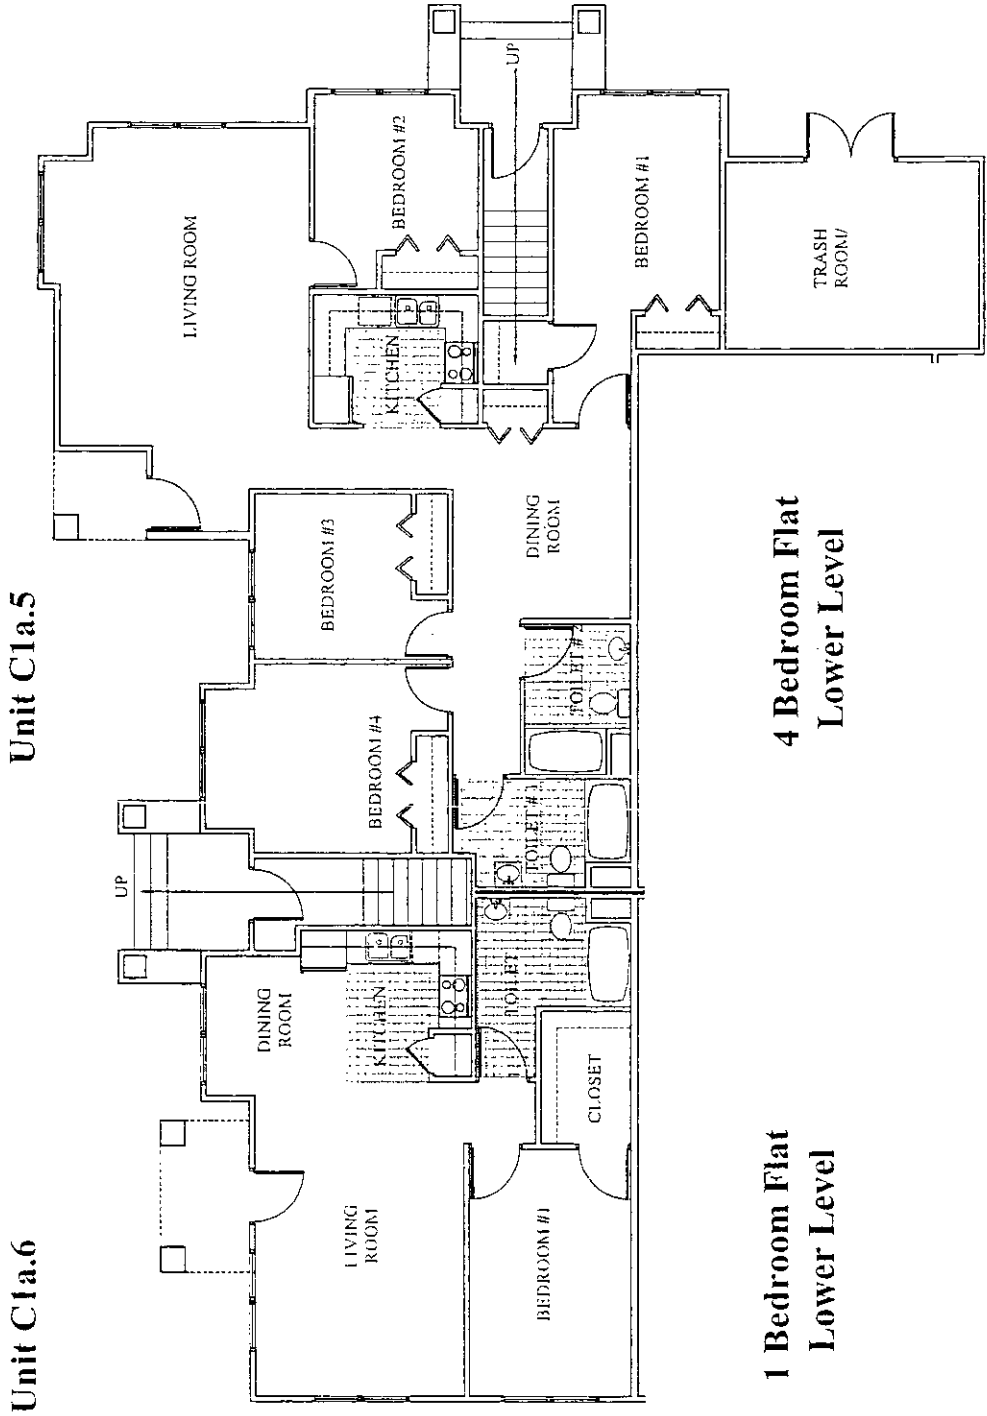 Unit C1a.6
Unit C1a.5
UP
DINING
ROOM
LIVING
ROOM
KITCHEN
TOILET
CLOSET
BEDROOM #1
1 Bedroom Flat
Lower Level
LIVING ROOM
BEDROOM #2
UP
KITCHEN
BEDROOM #1
TRASH
ROOM/
BEDROOM #3
DINING
ROOM
BEDROOM #4
TOILET #1
TOILET #2
4 Bedroom Flat
Lower Level